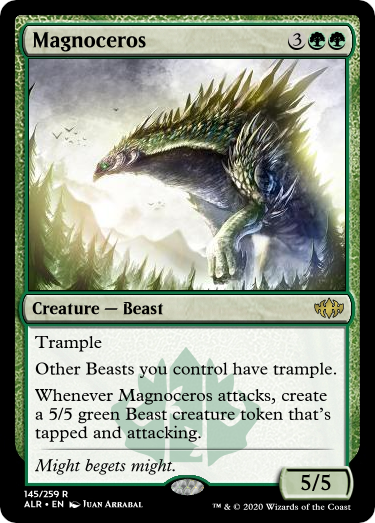 Magnoceros 3
Creature — Beast
Trample
Other Beasts you control have trample.
Whenever Magnoceros attacks, create
a 5/5 green Beast creature token that's
tapped and attacking.
Might begets might.
5/5
145/259 R
ALR • EN Juan Arrabal
™ & © 2020 Wizards of the Coast